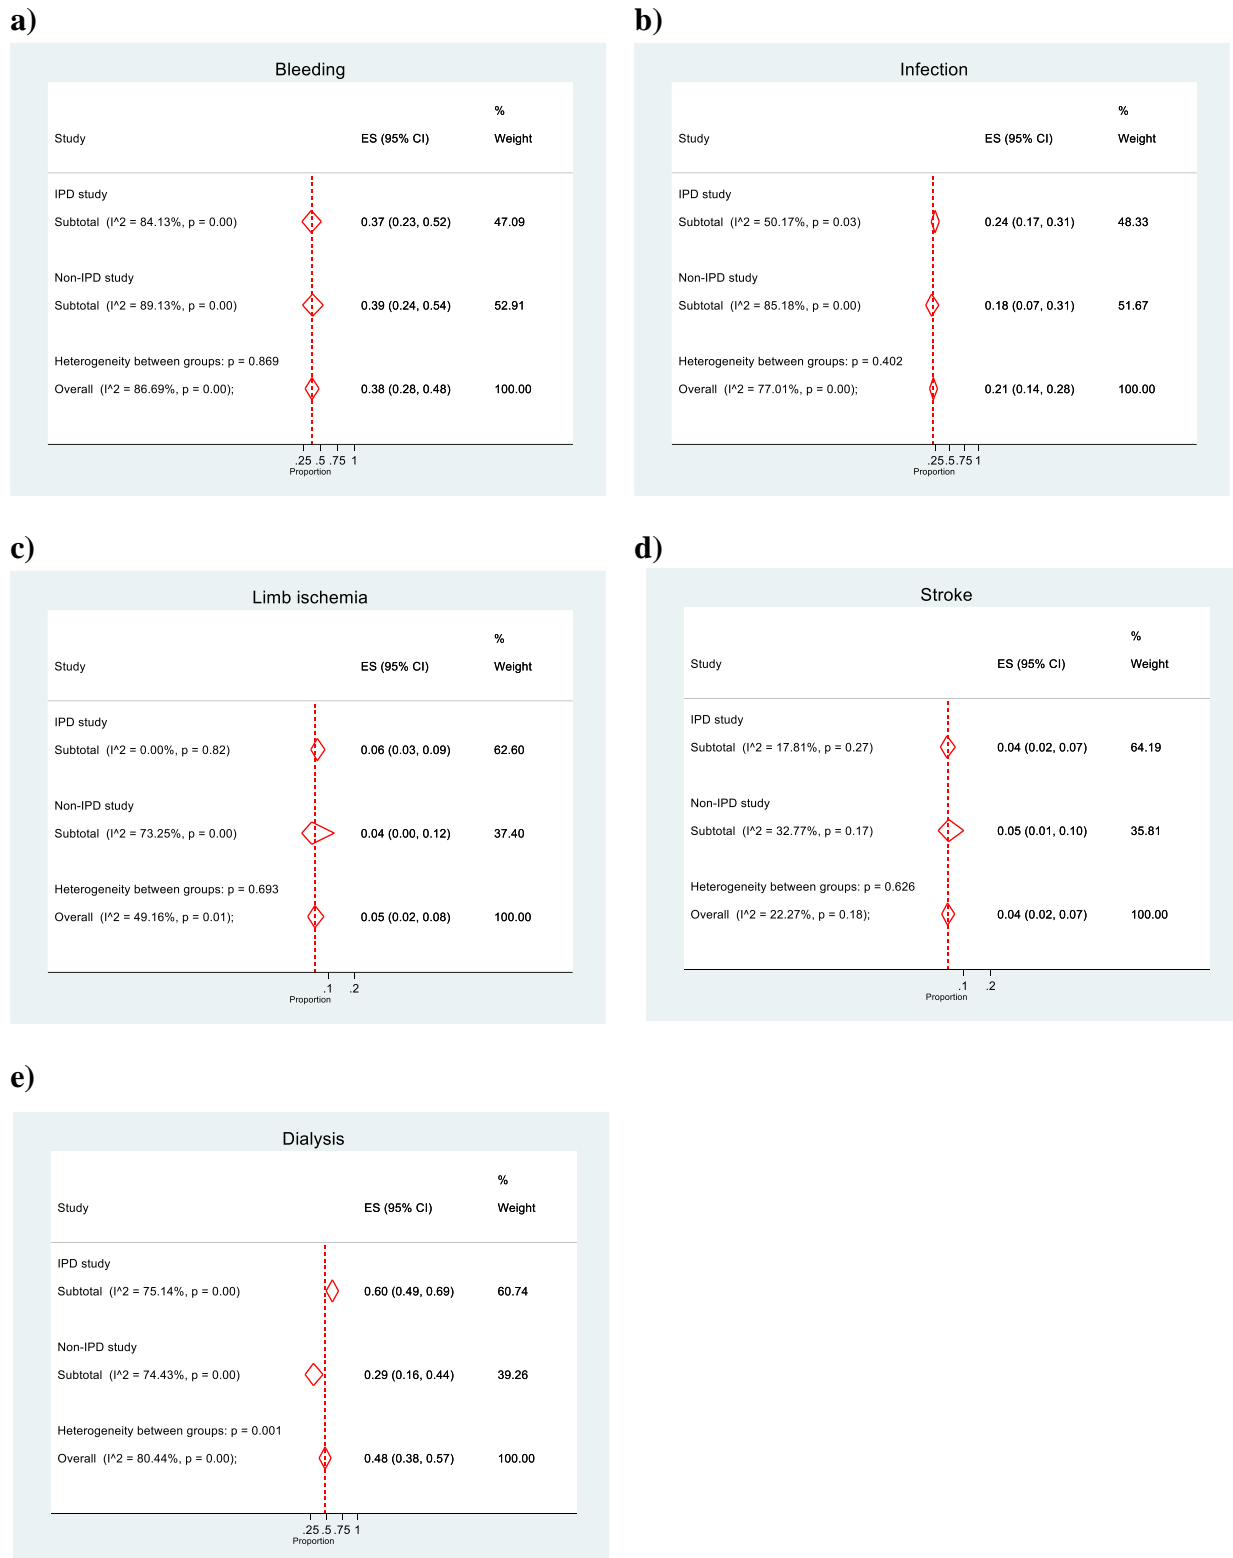 a)
Bleeding
%
Study ES (95% CI) Weight
IPD study
Subtotal (I^2 = 84.13%, p = 0.00) 0.37 (0.23, 0.52) 47.09
Non-IPD study
Subtotal (I^2 = 89.13%, p = 0.00) 0.39 (0.24, 0.54) 52.91
Heterogeneity between groups: p = 0.869
Overall (I^2 = 86.69%, p = 0.00); 0.38 (0.28, 0.48) 100.00
.25 .5 .75 1
Proportion
b)
Infection
%
Study ES (95% CI) Weight
IPD study
Subtotal (I^2 = 50.17%, p = 0.03) 0.24 (0.17, 0.31) 48.33
Non-IPD study
Subtotal (I^2 = 85.18%, p = 0.00) 0.18 (0.07, 0.31) 51.67
Heterogeneity between groups: p = 0.402
Overall (I^2 = 77.01%, p = 0.00); 0.21 (0.14, 0.28) 100.00
.25 .5 .75 1
Proportion
c)
Limb ischemia
%
Study ES (95% CI) Weight
IPD study
Subtotal (I^2 = 0.00%, p = 0.82) 0.06 (0.03, 0.09) 62.60
Non-IPD study
Subtotal (I^2 = 73.25%, p = 0.00) 0.04 (0.00, 0.12) 37.40
Heterogeneity between groups: p = 0.693
Overall (I^2 = 49.16%, p = 0.01); 0.05 (0.02, 0.08) 100.00
.1 .2
Proportion
d)
Stroke
%
Study ES (95% CI) Weight
IPD study
Subtotal (I^2 = 17.81%, p = 0.27) 0.04 (0.02, 0.07) 64.19
Non-IPD study
Subtotal (I^2 = 32.77%, p = 0.17) 0.05 (0.01, 0.10) 35.81
Heterogeneity between groups: p = 0.626
Overall (I^2 = 22.27%, p = 0.18); 0.04 (0.02, 0.07) 100.00
.1 .2
Proportion
e)
Dialysis
%
Study ES (95% CI) Weight
IPD study
Subtotal (I^2 = 75.14%, p = 0.00) 0.60 (0.49, 0.69) 60.74
Non-IPD study
Subtotal (I^2 = 74.43%, p = 0.00) 0.29 (0.16, 0.44) 39.26
Heterogeneity between groups: p = 0.001
Overall (I^2 = 80.44%, p = 0.00); 0.48 (0.38, 0.57) 100.00
.25 .5 .75 1
Proportion